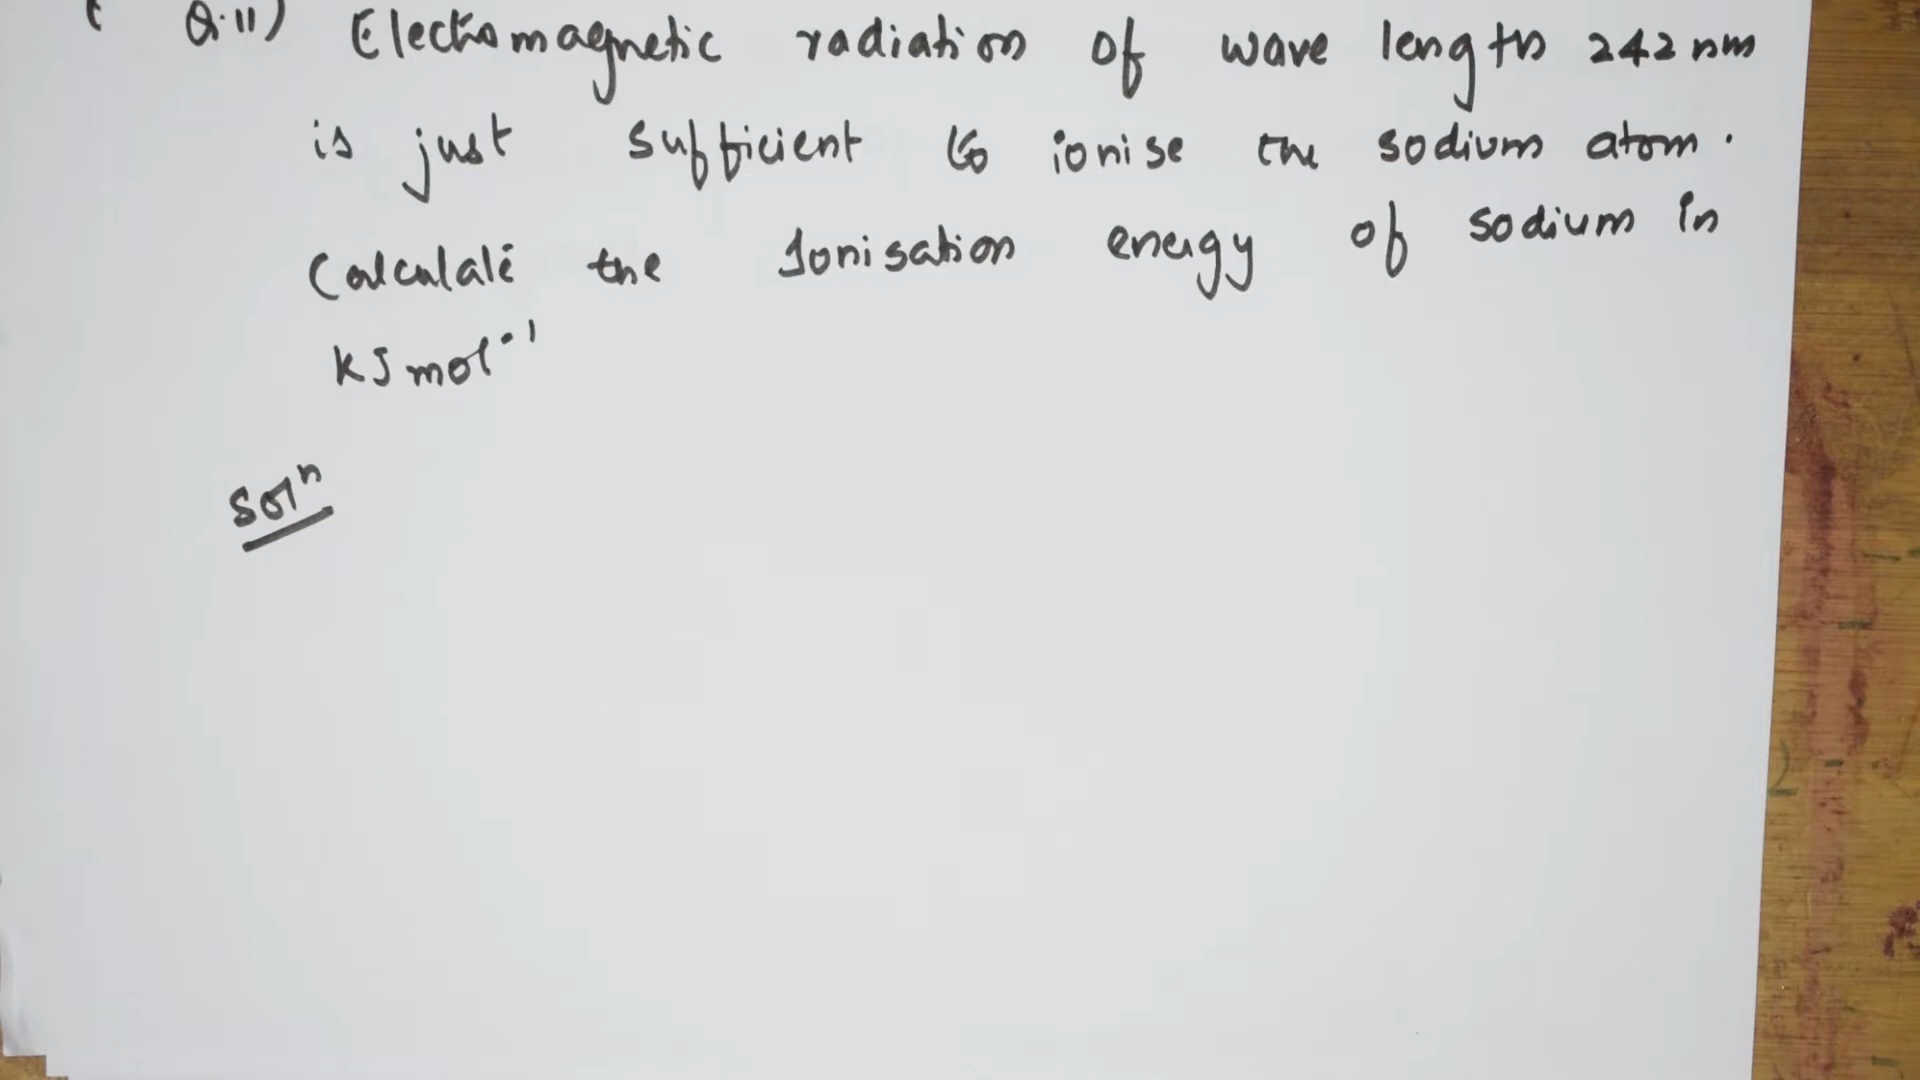 Q.11) Electromagnetic radiation of wave length 242 nm
is just sufficient to ionise the sodium atom.
Calculate the Ionisation energy of sodium in
kJ mol⁻¹
Solⁿ